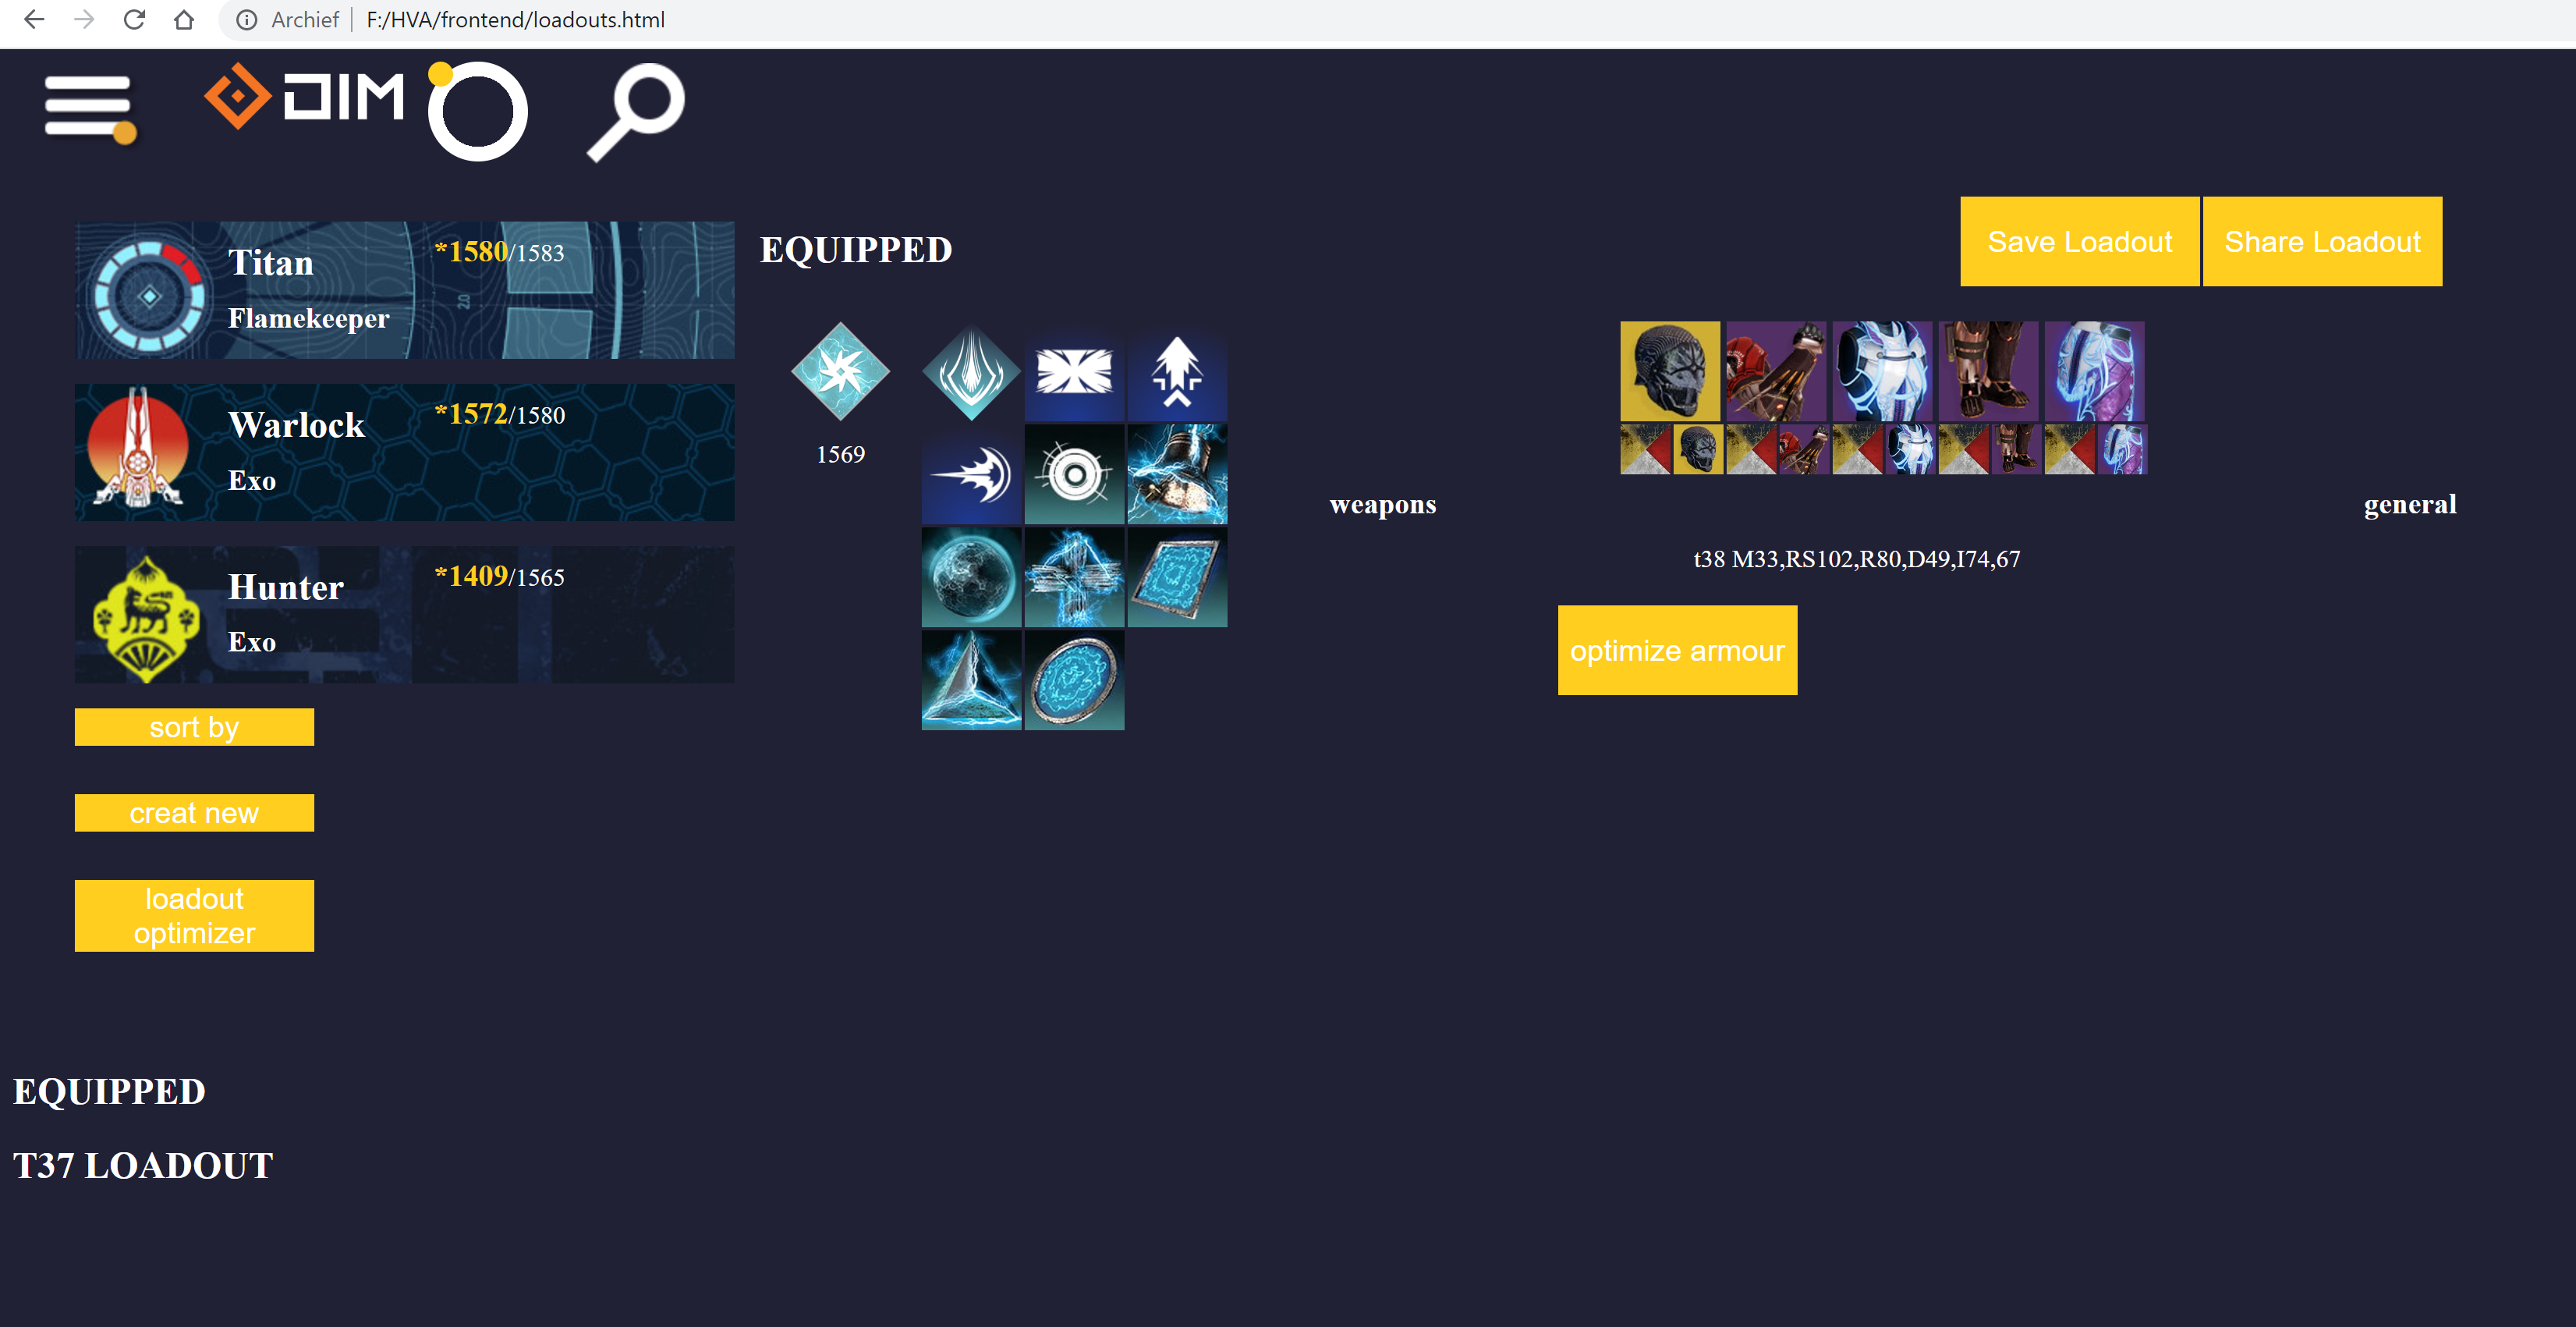 Archief | F:/HVA/frontend/loadouts.html
DIM
Titan
*1580/1583
Flamekeeper
2.0
Warlock
*1572/1580
Exo
Hunter
*1409/1565
Exo
sort by
creat new
loadout
optimizer
EQUIPPED
Save Loadout
Share Loadout
1569
weapons
general
t38 M33,RS102,R80,D49,I74,67
optimize armour
EQUIPPED
T37 LOADOUT